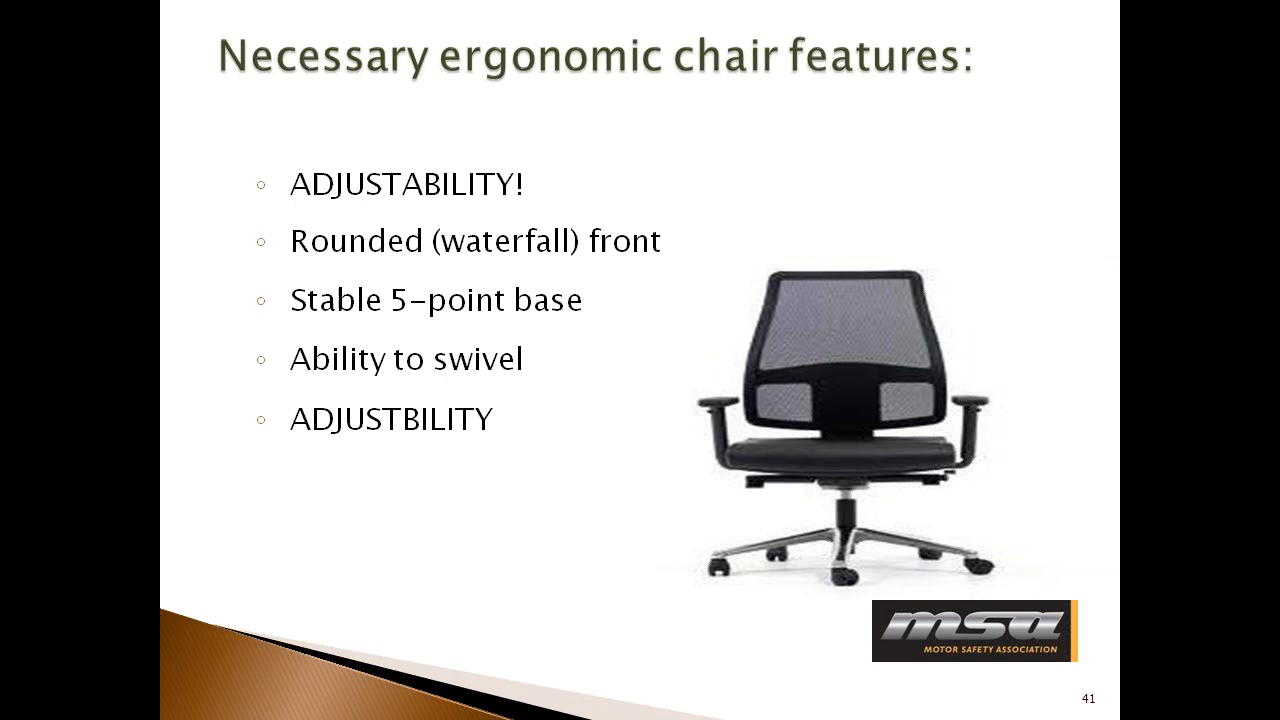 Necessary ergonomic chair features:
ADJUSTABILITY!
Rounded (waterfall) front
Stable 5-point base
Ability to swivel
ADJUSTBILITY
msa
MOTOR SAFETY ASSOCIATION
41